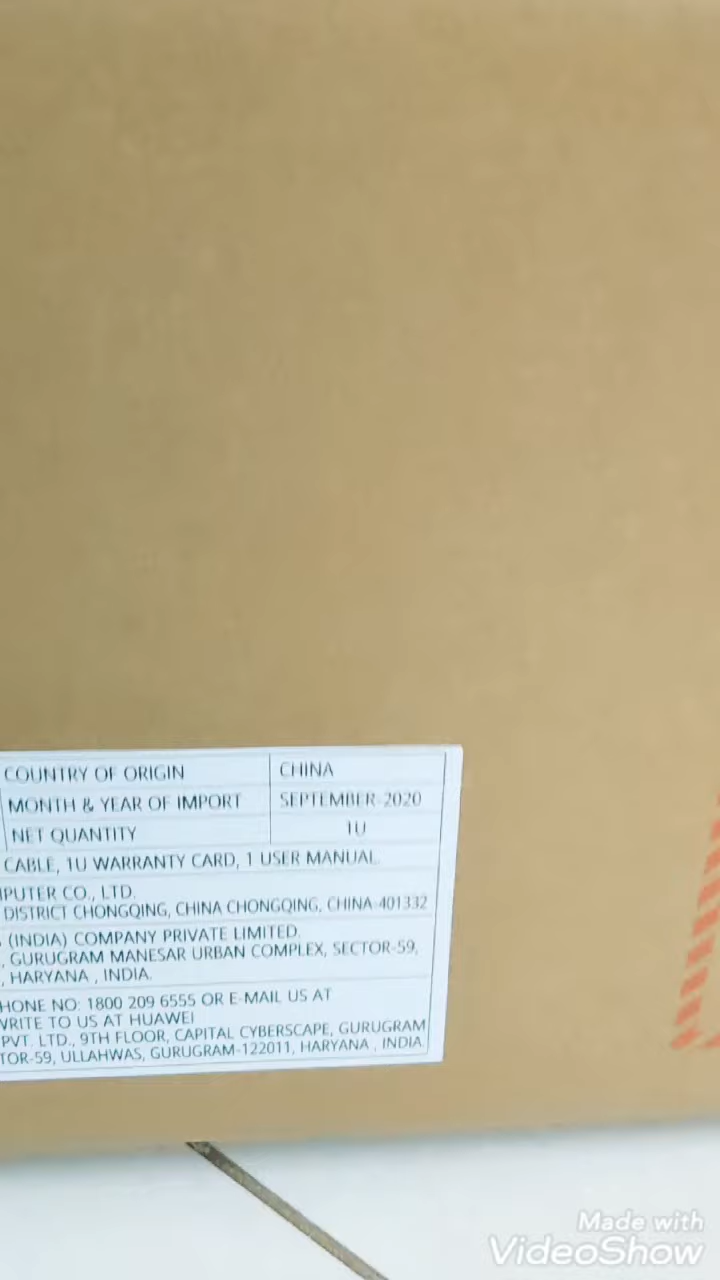 COUNTRY OF ORIGIN CHINA
MONTH & YEAR OF IMPORT SEPTEMBER-2020
NET QUANTITY 1U
CABLE, 1U WARRANTY CARD, 1 USER MANUAL
PUTER CO., LTD.
DISTRICT CHONGQING, CHINA CHONGQING, CHINA-401332
(INDIA) COMPANY PRIVATE LIMITED.
, GURUGRAM MANESAR URBAN COMPLEX, SECTOR-59,
, HARYANA , INDIA.
HONE NO: 1800 209 6555 OR E-MAIL US AT
WRITE TO US AT HUAWEI
PVT. LTD., 9TH FLOOR, CAPITAL CYBERSCAPE, GURUGRAM
TOR-59, ULLAHWAS, GURUGRAM-122011, HARYANA , INDIA.
Made with
VideoShow